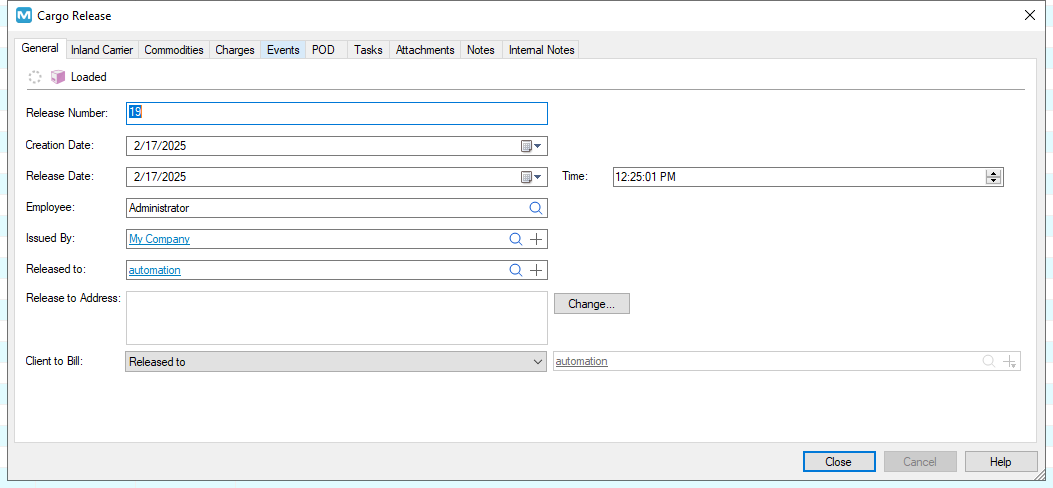 Cargo Release
General Inland Carrier Commodities Charges Events POD Tasks Attachments Notes Internal Notes
Loaded
Release Number: 19
Creation Date: 2/17/2025
Release Date: 2/17/2025 Time: 12:25:01 PM
Employee: Administrator
Issued By: My Company
Released to: automation
Release to Address: Change...
Client to Bill: Released to automation
Close Cancel Help